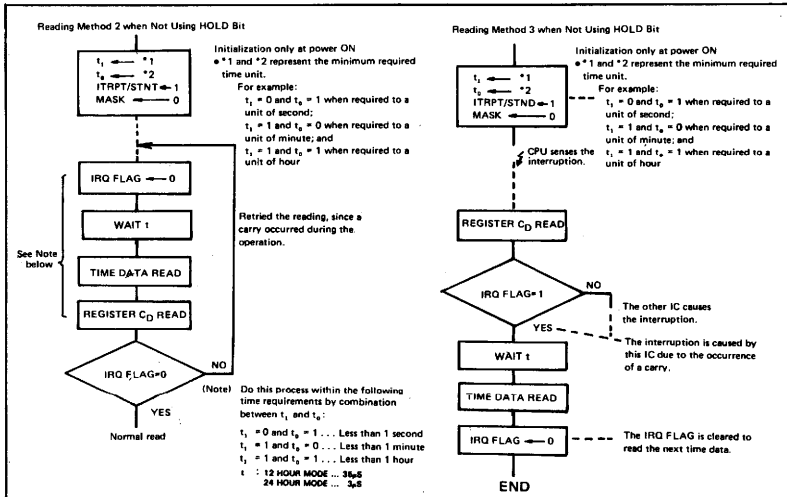 Reading Method 2 when Not Using HOLD Bit
t₁ ← *1
t₀ ← *2
ITRPT/STNT ← 1
MASK ← 0
Initialization only at power ON
● *1 and *2 represent the minimum required
time unit.
For example:
t₁ = 0 and t₀ = 1 when required to a
unit of second;
t₁ = 1 and t₀ = 0 when required to a
unit of minute; and
t₁ = 1 and t₀ = 1 when required to a
unit of hour
IRQ FLAG ← 0
WAIT t
TIME DATA READ
REGISTER C_D READ
See Note
below
Retried the reading, since a
carry occurred during the
operation.
IRQ FLAG=0
NO
YES
Normal read
(Note) Do this process within the following
time requirements by combination
between t₁ and t₀:
t₁ = 0 and t₀ = 1 ... Less than 1 second
t₁ = 1 and t₀ = 0 ... Less than 1 minute
t₁ = 1 and t₀ = 1 ... Less than 1 hour
t : 12 HOUR MODE ... 35µS
24 HOUR MODE ... 3µS
Reading Method 3 when Not Using HOLD Bit
t₁ ← *1
t₀ ← *2
ITRPT/STND ← 1
MASK ← 0
Initialization only at power ON
● *1 and *2 represent the minimum required
time unit.
For example:
t₁ = 0 and t₀ = 1 when required to a
unit of second;
t₁ = 1 and t₀ = 0 when required to a
unit of minute; and
t₁ = 1 and t₀ = 1 when required to a
unit of hour
CPU senses the
interruption.
REGISTER C_D READ
IRQ FLAG=1
NO
The other IC causes
the interruption.
YES
The interruption is caused by
this IC due to the occurrence
of a carry.
WAIT t
TIME DATA READ
IRQ FLAG ← 0
The IRQ FLAG is cleared to
read the next time data.
END